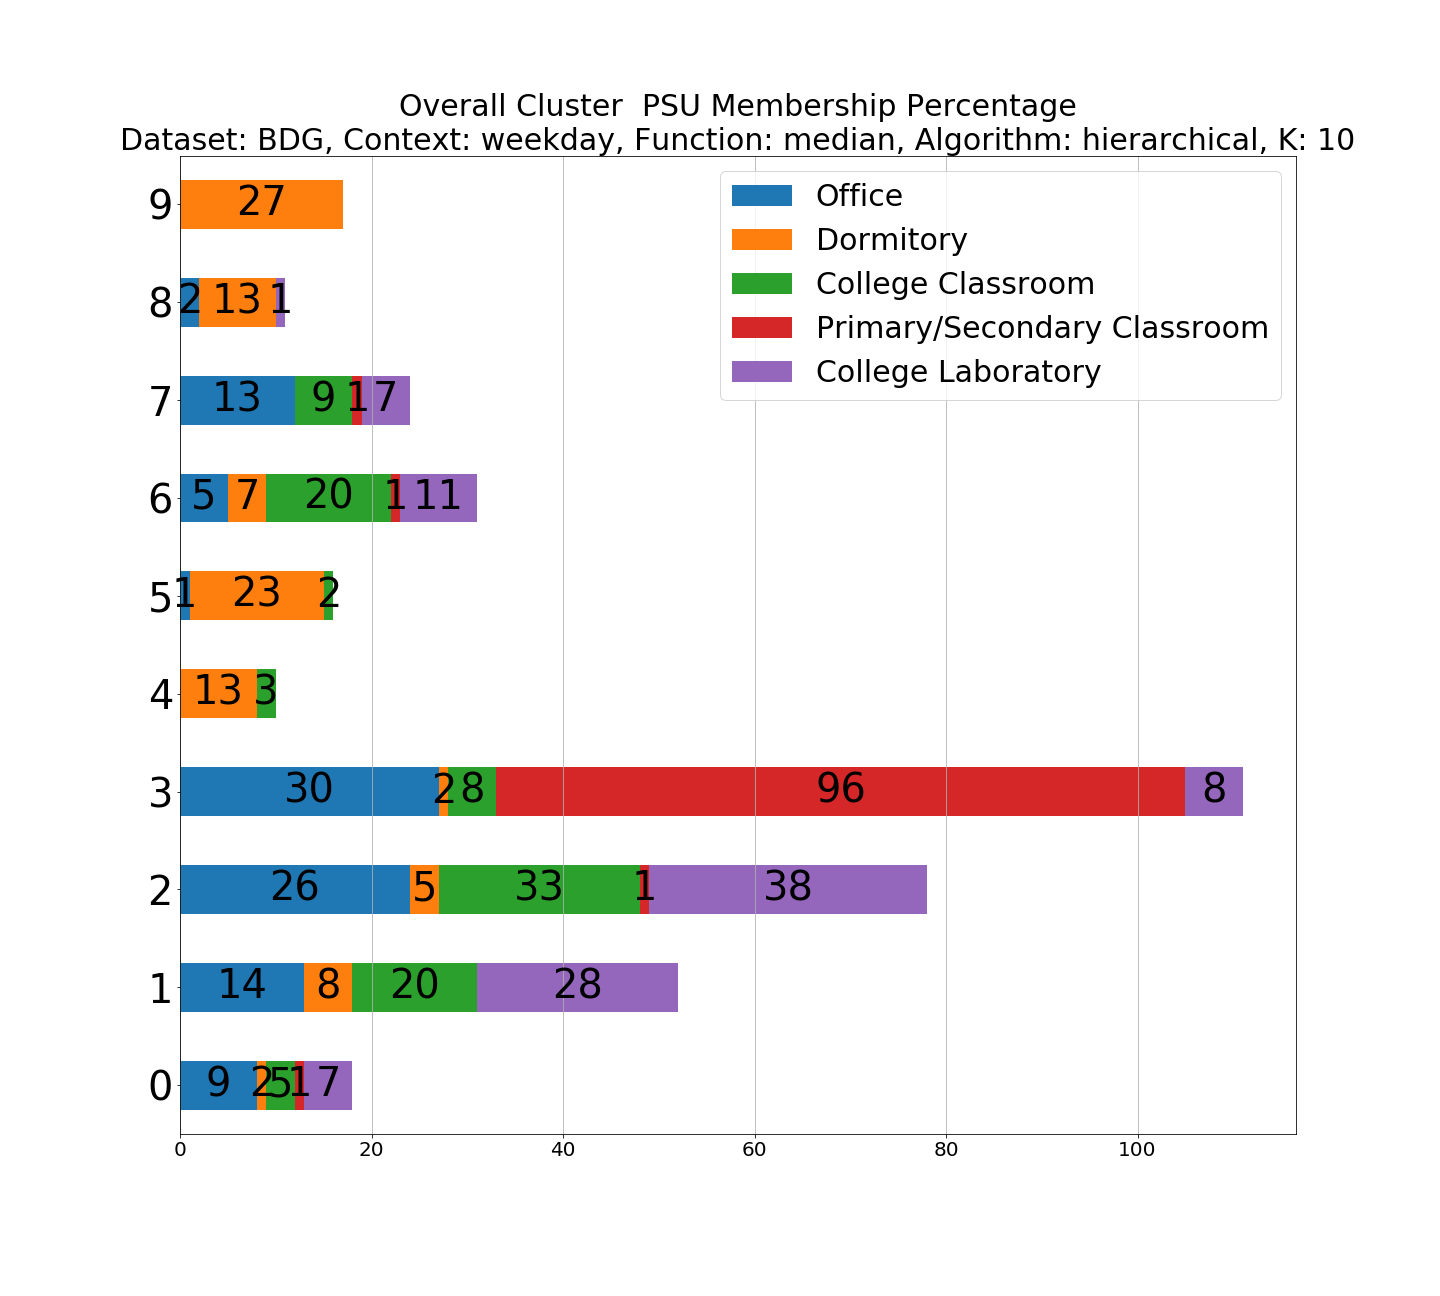 Overall Cluster  PSU Membership Percentage
Dataset: BDG, Context: weekday, Function: median, Algorithm: hierarchical, K: 10
Office
Dormitory
College Classroom
Primary/Secondary Classroom
College Laboratory
9 27
8 2 13 1
7 13 9 1 7
6 5 7 20 1 11
5 1 23 2
4 13 3
3 30 2 8 96 8
2 26 5 33 1 38
1 14 8 20 28
0 9 2 5 1 7
0 20 40 60 80 100